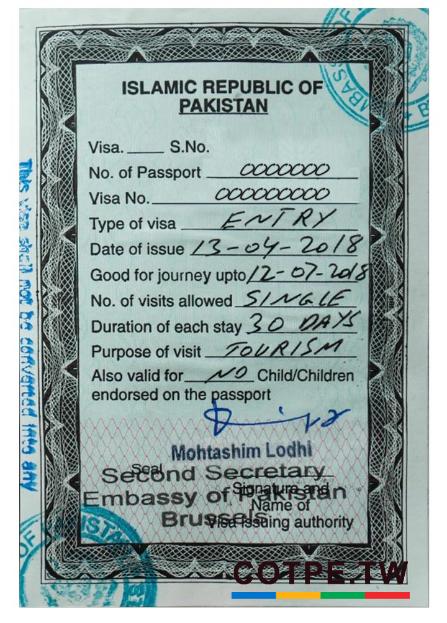 ISLAMIC REPUBLIC OF
PAKISTAN
Visa. ____ S.No.
No. of Passport 0000000
Visa No. 000000000
Type of visa ENTRY
Date of issue 13-04-2018
Good for journey upto 12-07-2018
No. of visits allowed SINGLE
Duration of each stay 30 DAYS
Purpose of visit TOURISM
Also valid for NO Child/Children
endorsed on the passport
Mohtashim Lodhi
Seal
Second Secretary
Signature and
Embassy of Pakistan
Name of
Brussels
Visa issuing authority
This visa shall not be converted into any
COTPE.TW